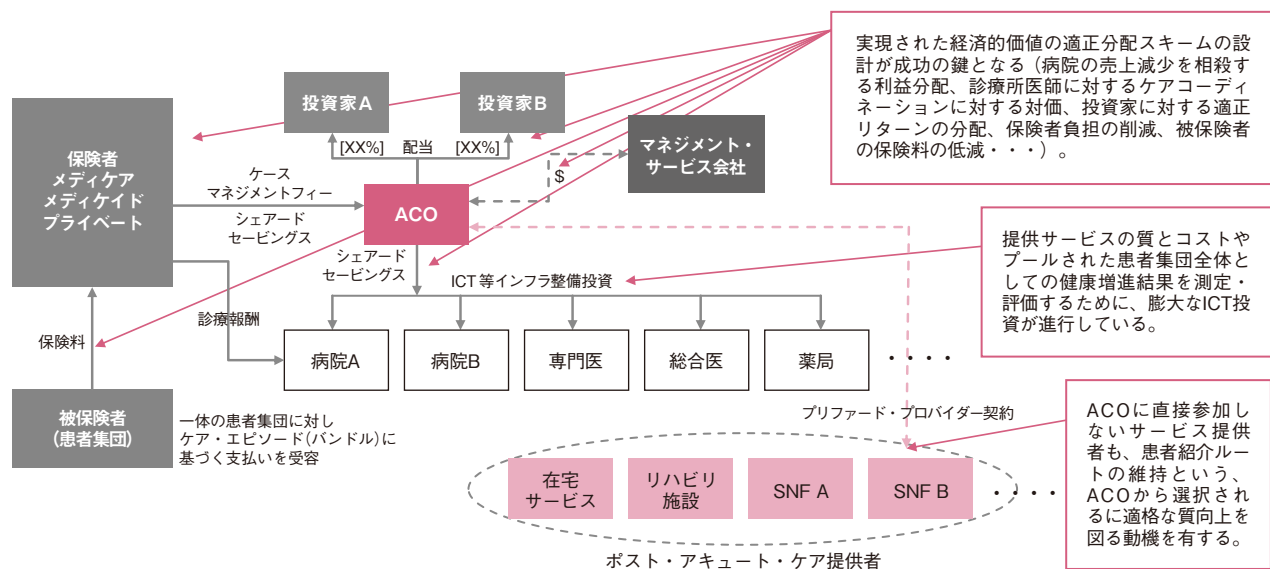 実現された経済的価値の適正分配スキームの設
計が成功の鍵となる（病院の売上減少を相殺す
る利益分配、診療所医師に対するケアコーディ
ネーションに対する対価、投資家に対する適正
リターンの分配、保険者負担の削減、被保険者
の保険料の低減・・・）。
投資家A
投資家B
[XX%]
配当
[XX%]
マネジメント・
サービス会社
$
保険者
メディケア
メディケイド
プライベート
ケース
マネジメントフィー
シェアード
セービングス
ACO
シェアード
セービングス
ICT等インフラ整備投資
提供サービスの質とコストや
プールされた患者集団全体と
しての健康増進結果を測定・
評価するために、膨大なICT投
資が進行している。
診療報酬
保険料
病院A
病院B
専門医
総合医
薬局
・・・・
被保険者
(患者集団)
一体の患者集団に対し
ケア・エピソード(バンドル)に
基づく支払いを受容
プリファード・プロバイダー契約
ACOに直接参加し
ないサービス提供
者も、患者紹介ルー
トの維持という、
ACOから選択され
るに適格な質向上を
図る動機を有する。
在宅
サービス
リハビリ
施設
SNF A
SNF B
・・・・
ポスト・アキュート・ケア提供者